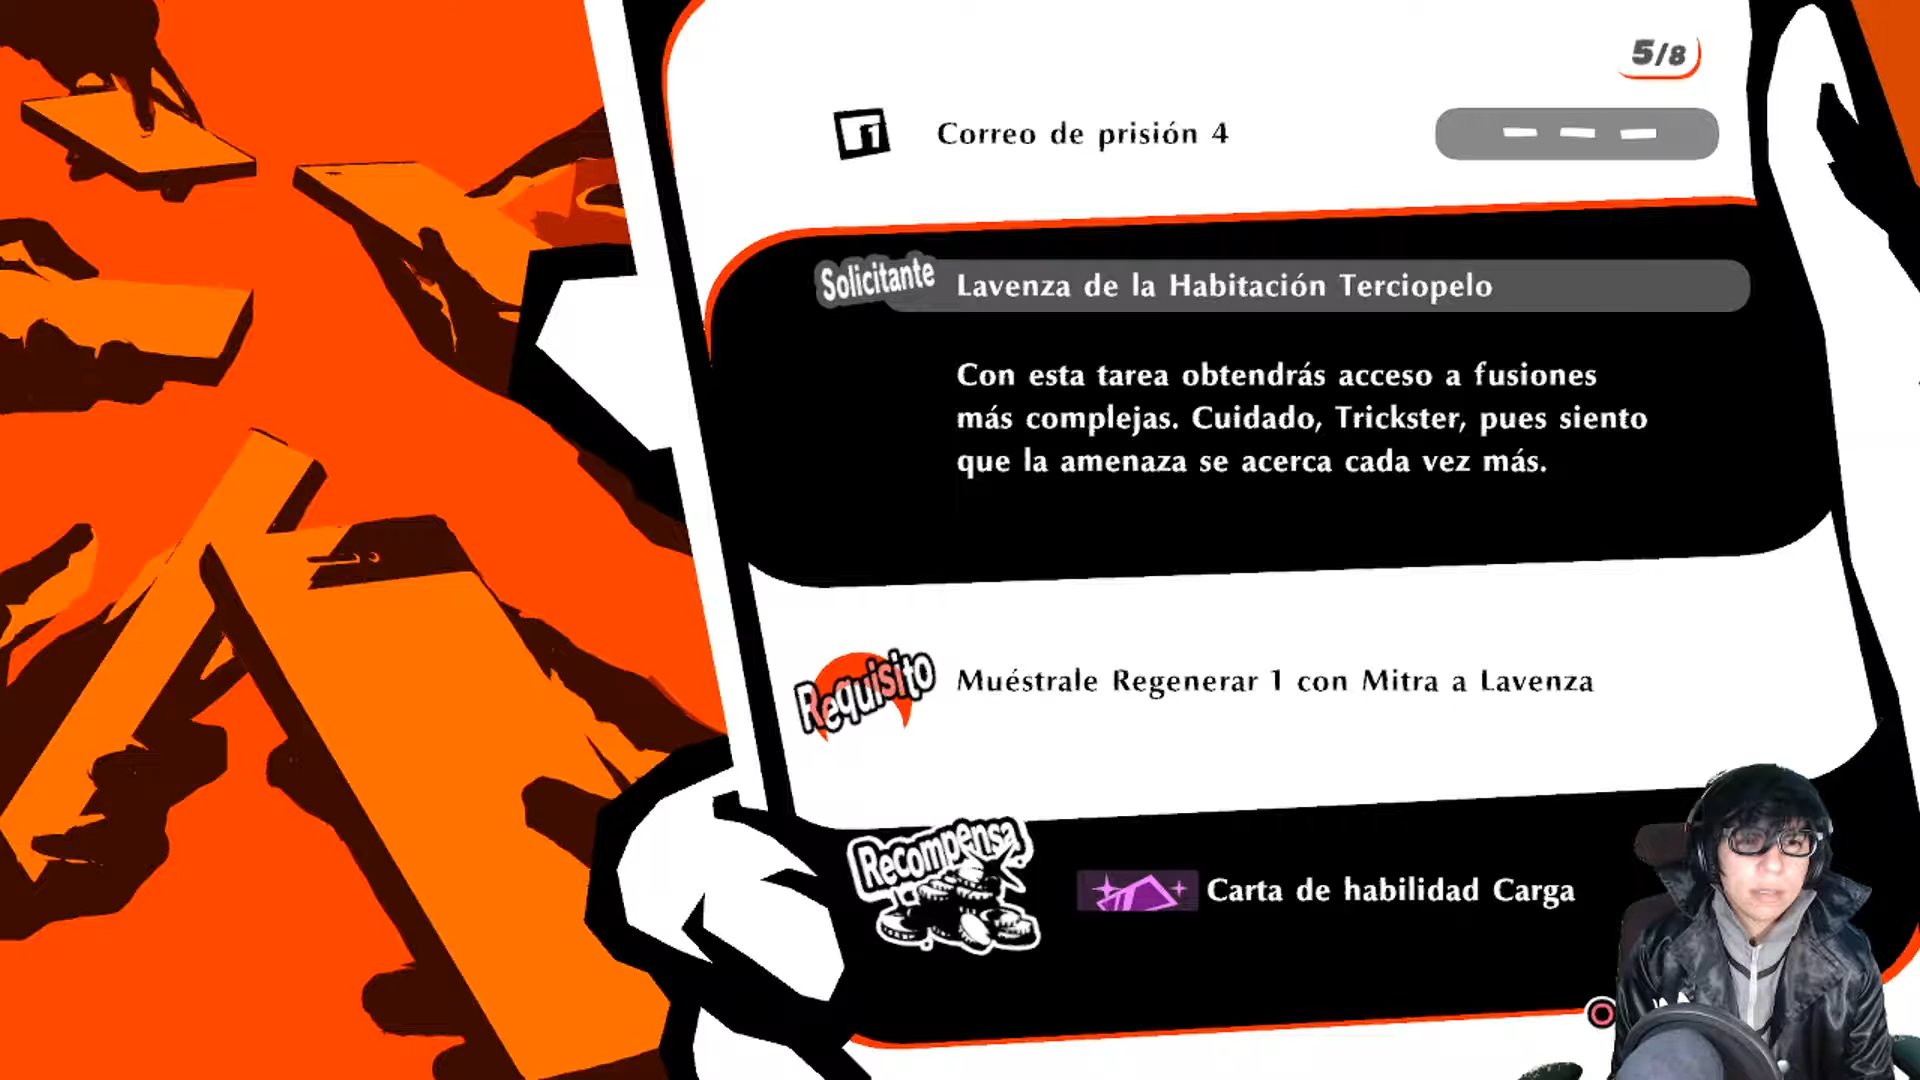 5/8
Correo de prisión 4
Solicitante
Lavenza de la Habitación Terciopelo
Con esta tarea obtendrás acceso a fusiones
más complejas. Cuidado, Trickster, pues siento
que la amenaza se acerca cada vez más.
Requisito
Muéstrale Regenerar 1 con Mitra a Lavenza
Recompensa
Carta de habilidad Carga